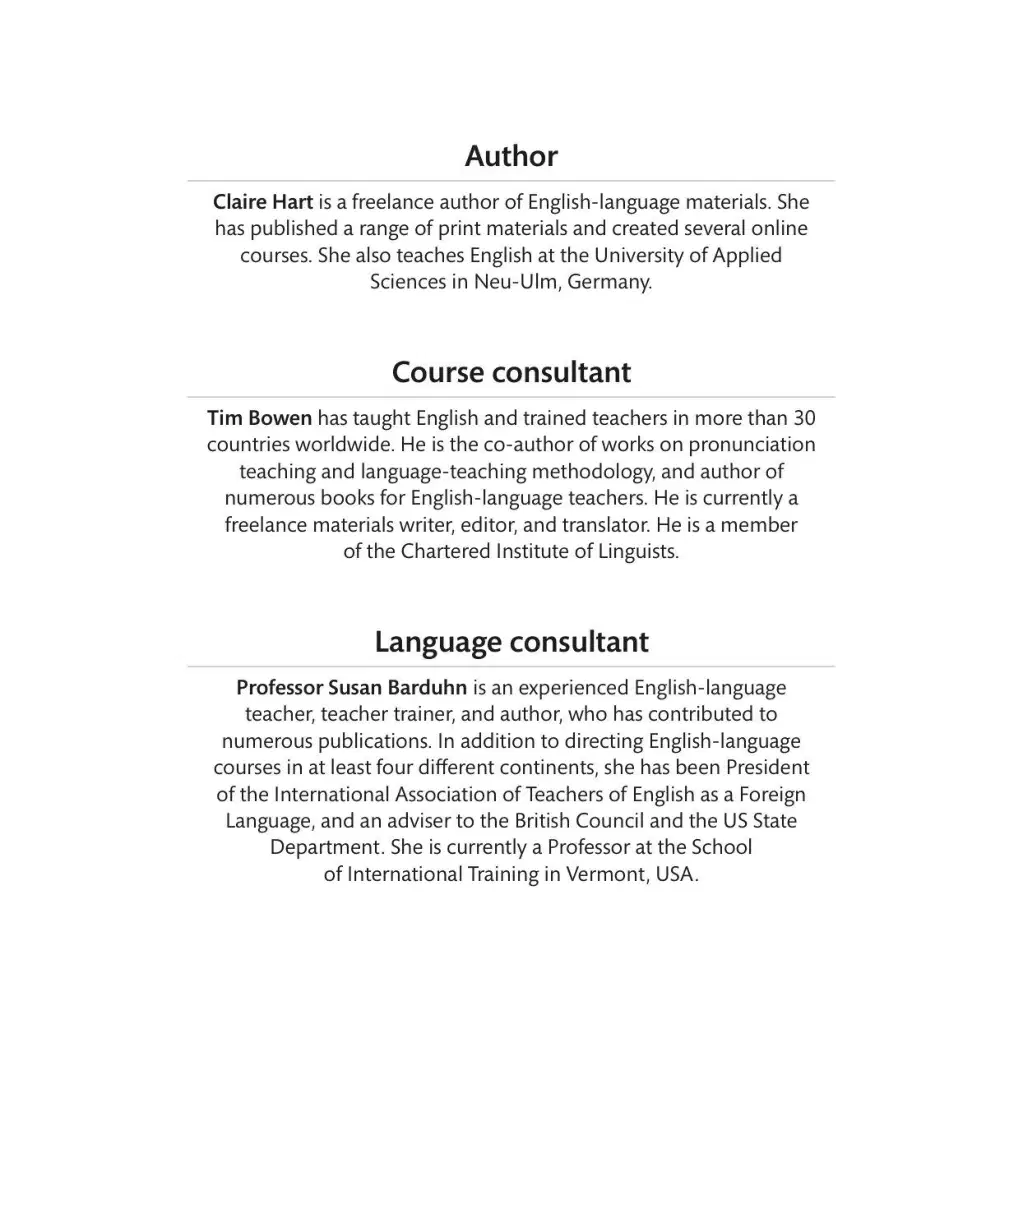 Author
Claire Hart is a freelance author of English-language materials. She
has published a range of print materials and created several online
courses. She also teaches English at the University of Applied
Sciences in Neu-Ulm, Germany.
Course consultant
Tim Bowen has taught English and trained teachers in more than 30
countries worldwide. He is the co-author of works on pronunciation
teaching and language-teaching methodology, and author of
numerous books for English-language teachers. He is currently a
freelance materials writer, editor, and translator. He is a member
of the Chartered Institute of Linguists.
Language consultant
Professor Susan Barduhn is an experienced English-language
teacher, teacher trainer, and author, who has contributed to
numerous publications. In addition to directing English-language
courses in at least four different continents, she has been President
of the International Association of Teachers of English as a Foreign
Language, and an adviser to the British Council and the US State
Department. She is currently a Professor at the School
of International Training in Vermont, USA.